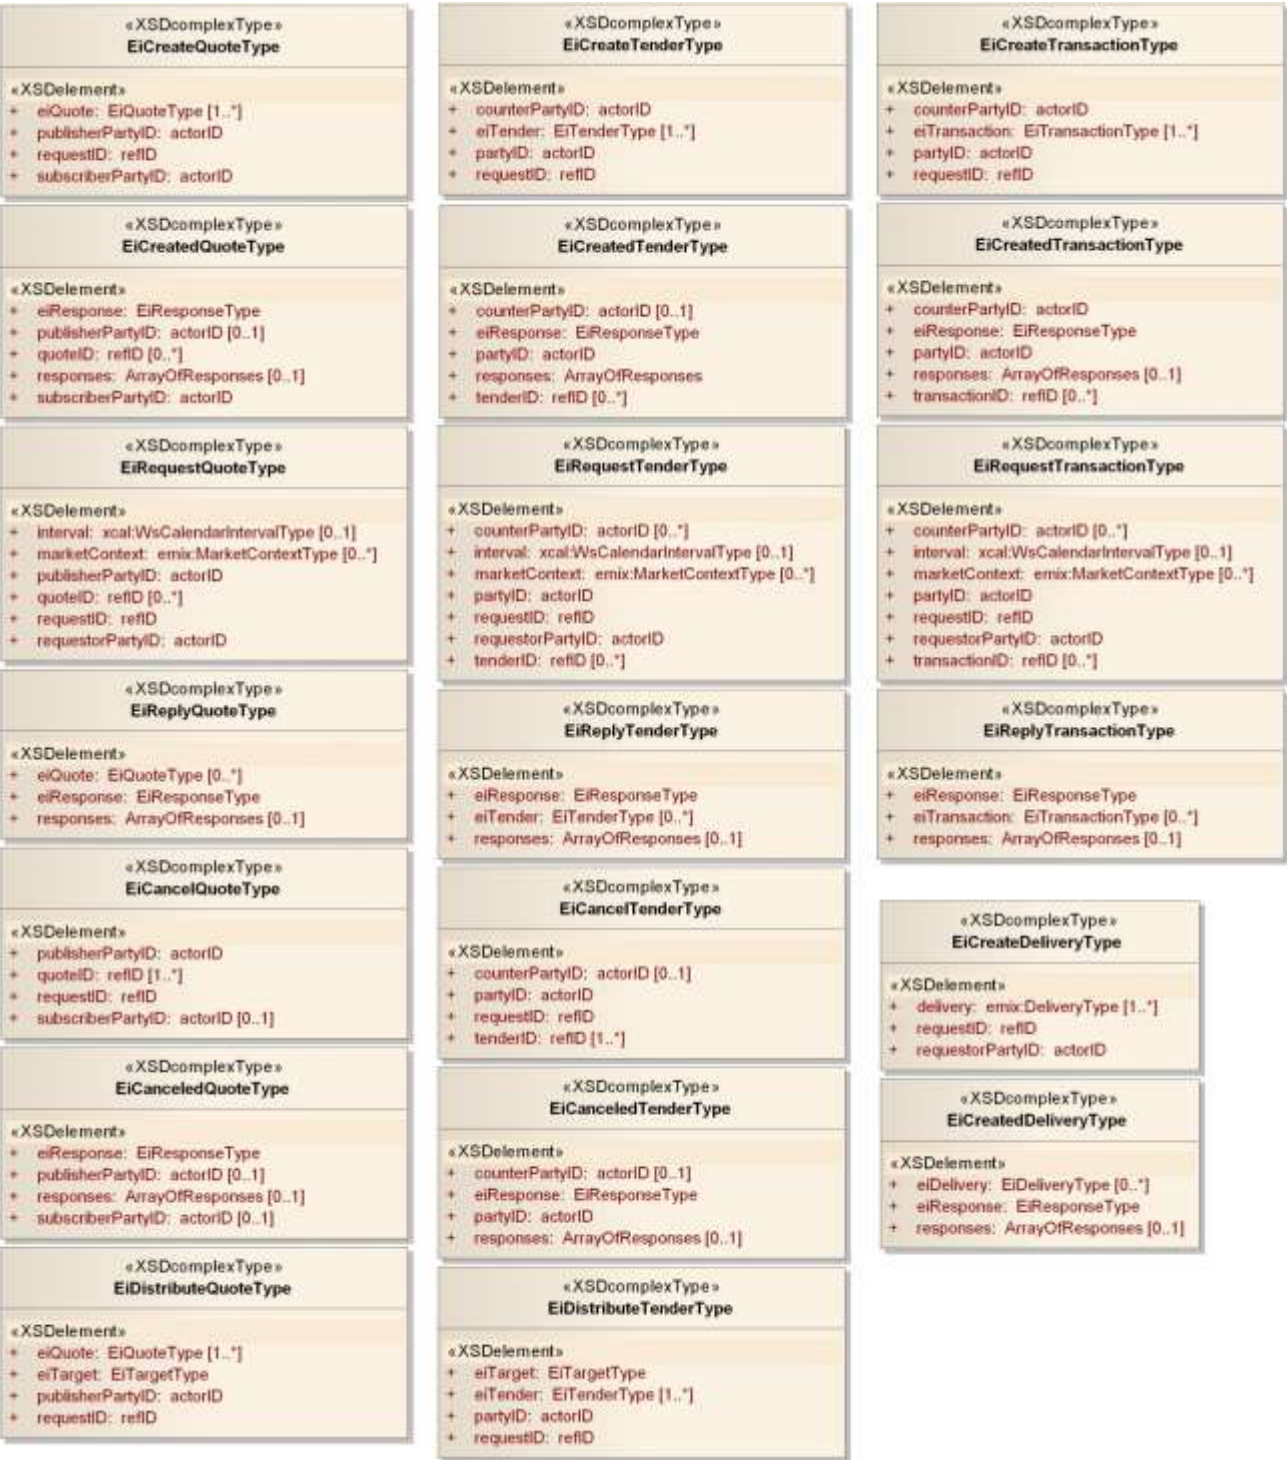 «XSDcomplexType»
EiCreateQuoteType
«XSDelement»
+ eiQuote: EiQuoteType [1..*]
+ publisherPartyID: actorID
+ requestID: refID
+ subscriberPartyID: actorID
«XSDcomplexType»
EiCreatedQuoteType
«XSDelement»
+ eiResponse: EiResponseType
+ publisherPartyID: actorID [0..1]
+ quoteID: refID [0..*]
+ responses: ArrayOfResponses [0..1]
+ subscriberPartyID: actorID
«XSDcomplexType»
EiRequestQuoteType
«XSDelement»
+ interval: xcal:WsCalendarIntervalType [0..1]
+ marketContext: emix:MarketContextType [0..*]
+ publisherPartyID: actorID
+ quoteID: refID [0..*]
+ requestID: refID
+ requestorPartyID: actorID
«XSDcomplexType»
EiReplyQuoteType
«XSDelement»
+ eiQuote: EiQuoteType [0..*]
+ eiResponse: EiResponseType
+ responses: ArrayOfResponses [0..1]
«XSDcomplexType»
EiCancelQuoteType
«XSDelement»
+ publisherPartyID: actorID
+ quoteID: refID [1..*]
+ requestID: refID
+ subscriberPartyID: actorID [0..1]
«XSDcomplexType»
EiCanceledQuoteType
«XSDelement»
+ eiResponse: EiResponseType
+ publisherPartyID: actorID [0..1]
+ responses: ArrayOfResponses [0..1]
+ subscriberPartyID: actorID [0..1]
«XSDcomplexType»
EiDistributeQuoteType
«XSDelement»
+ eiQuote: EiQuoteType [1..*]
+ eiTarget: EiTargetType
+ publisherPartyID: actorID
+ requestID: refID
«XSDcomplexType»
EiCreateTenderType
«XSDelement»
+ counterPartyID: actorID
+ eiTender: EiTenderType [1..*]
+ partyID: actorID
+ requestID: refID
«XSDcomplexType»
EiCreatedTenderType
«XSDelement»
+ counterPartyID: actorID [0..1]
+ eiResponse: EiResponseType
+ partyID: actorID
+ responses: ArrayOfResponses
+ tenderID: refID [0..*]
«XSDcomplexType»
EiRequestTenderType
«XSDelement»
+ counterPartyID: actorID [0..*]
+ interval: xcal:WsCalendarIntervalType [0..1]
+ marketContext: emix:MarketContextType [0..*]
+ partyID: actorID
+ requestID: refID
+ requestorPartyID: actorID
+ tenderID: refID [0..*]
«XSDcomplexType»
EiReplyTenderType
«XSDelement»
+ eiResponse: EiResponseType
+ eiTender: EiTenderType [0..*]
+ responses: ArrayOfResponses [0..1]
«XSDcomplexType»
EiCancelTenderType
«XSDelement»
+ counterPartyID: actorID [0..1]
+ partyID: actorID
+ requestID: refID
+ tenderID: refID [1..*]
«XSDcomplexType»
EiCanceledTenderType
«XSDelement»
+ counterPartyID: actorID [0..1]
+ eiResponse: EiResponseType
+ partyID: actorID
+ responses: ArrayOfResponses [0..1]
«XSDcomplexType»
EiDistributeTenderType
«XSDelement»
+ eiTarget: EiTargetType
+ eiTender: EiTenderType [1..*]
+ partyID: actorID
+ requestID: refID
«XSDcomplexType»
EiCreateTransactionType
«XSDelement»
+ counterPartyID: actorID
+ eiTransaction: EiTransactionType [1..*]
+ partyID: actorID
+ requestID: refID
«XSDcomplexType»
EiCreatedTransactionType
«XSDelement»
+ counterPartyID: actorID
+ eiResponse: EiResponseType
+ partyID: actorID
+ responses: ArrayOfResponses [0..1]
+ transactionID: refID [0..*]
«XSDcomplexType»
EiRequestTransactionType
«XSDelement»
+ counterPartyID: actorID [0..*]
+ interval: xcal:WsCalendarIntervalType [0..1]
+ marketContext: emix:MarketContextType [0..*]
+ partyID: actorID
+ requestID: refID
+ requestorPartyID: actorID
+ transactionID: refID [0..*]
«XSDcomplexType»
EiReplyTransactionType
«XSDelement»
+ eiResponse: EiResponseType
+ eiTransaction: EiTransactionType [0..*]
+ responses: ArrayOfResponses [0..1]
«XSDcomplexType»
EiCreateDeliveryType
«XSDelement»
+ delivery: emix:DeliveryType [1..*]
+ requestID: refID
+ requestorPartyID: actorID
«XSDcomplexType»
EiCreatedDeliveryType
«XSDelement»
+ eiDelivery: EiDeliveryType [0..*]
+ eiResponse: EiResponseType
+ responses: ArrayOfResponses [0..1]